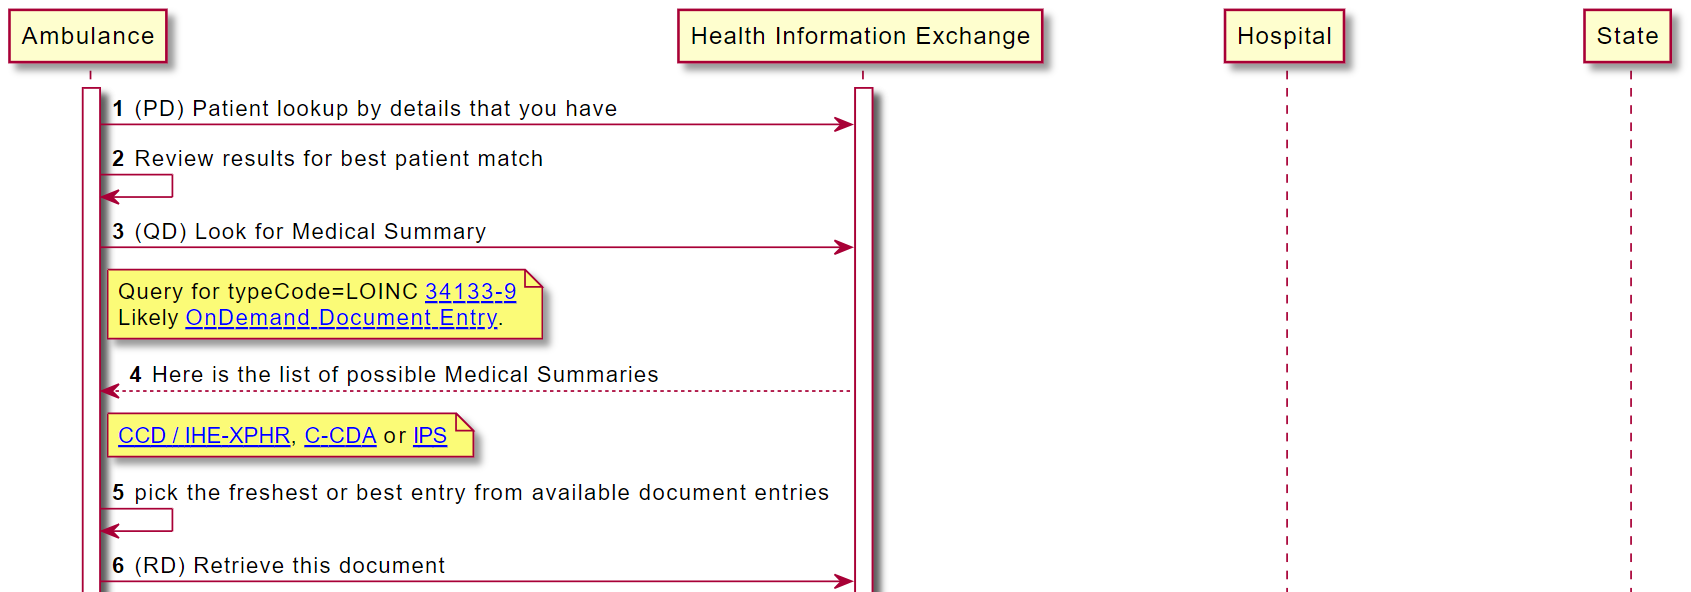 Ambulance
Health Information Exchange
Hospital
State
1 (PD) Patient lookup by details that you have
2 Review results for best patient match
3 (QD) Look for Medical Summary
Query for typeCode=LOINC 34133-9
Likely OnDemand Document Entry.
4 Here is the list of possible Medical Summaries
CCD / IHE-XPHR, C-CDA or IPS
5 pick the freshest or best entry from available document entries
6 (RD) Retrieve this document